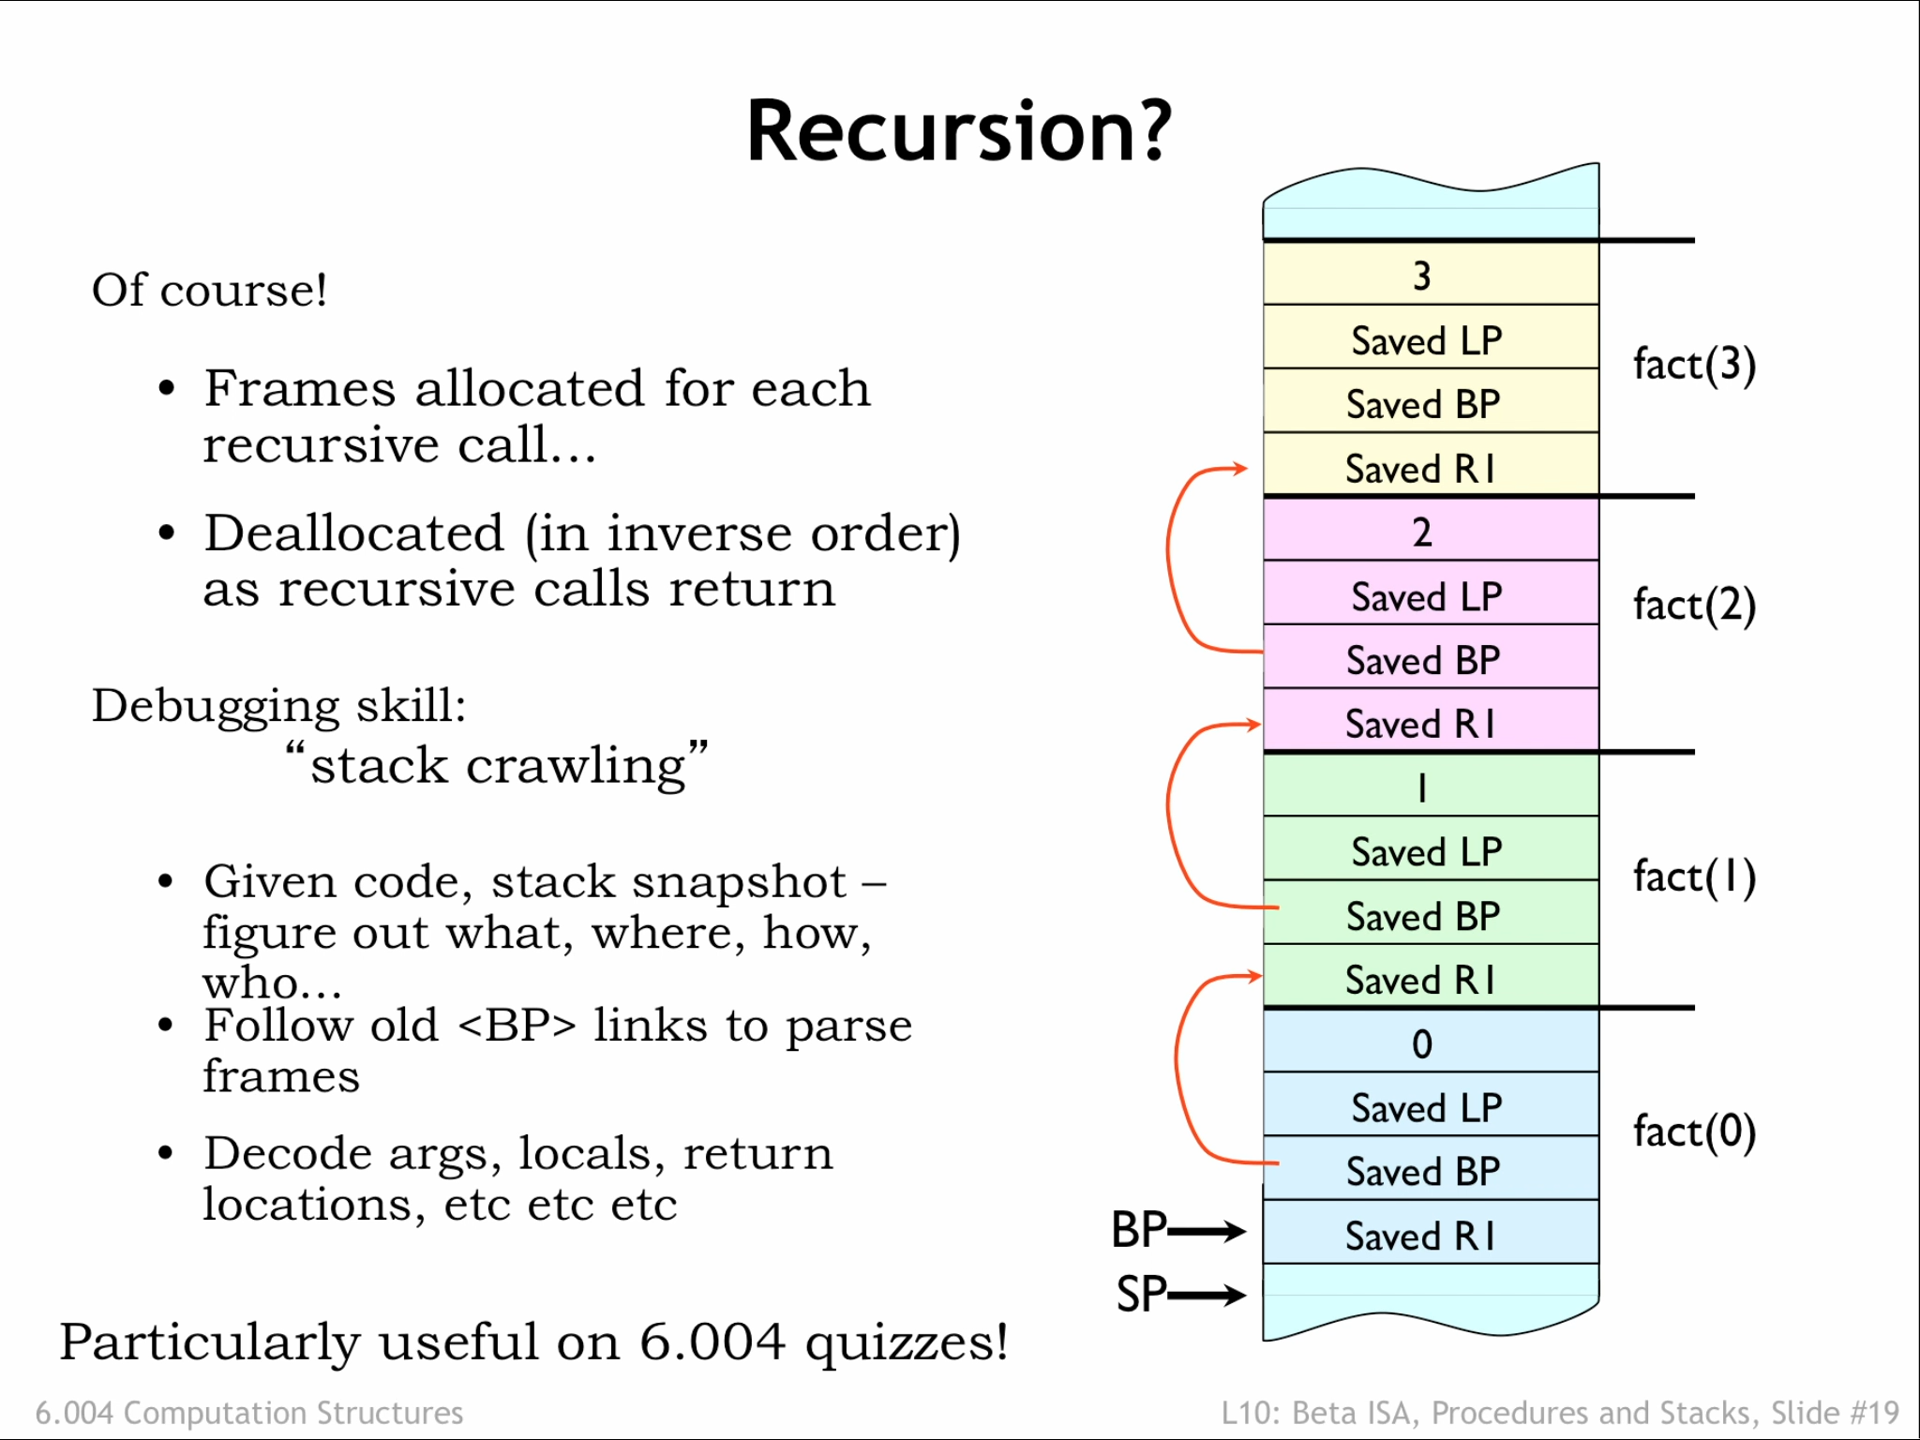 Recursion?
Of course!
• Frames allocated for each
recursive call…
• Deallocated (in inverse order)
as recursive calls return
Debugging skill:
“stack crawling”
• Given code, stack snapshot –
figure out what, where, how,
who…
• Follow old <BP> links to parse
frames
• Decode args, locals, return
locations, etc etc etc
Particularly useful on 6.004 quizzes!
3
Saved LP
Saved BP
Saved R1
fact(3)
2
Saved LP
Saved BP
Saved R1
fact(2)
1
Saved LP
Saved BP
Saved R1
fact(1)
0
Saved LP
Saved BP
Saved R1
fact(0)
BP
SP
6.004 Computation Structures
L10: Beta ISA, Procedures and Stacks, Slide #19